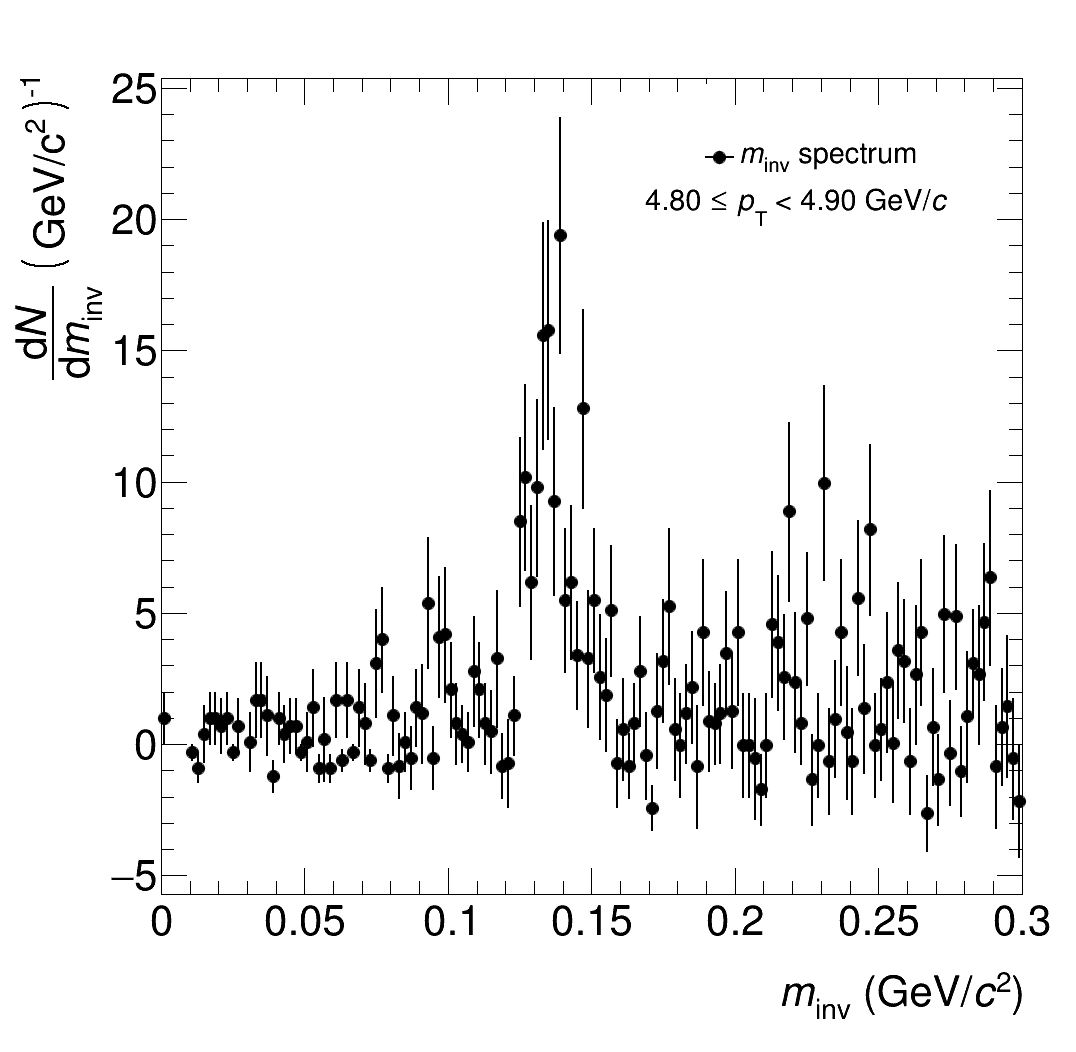 dN/dm_inv (GeV/c²)⁻¹
25
20
15
10
5
0
−5
m_inv spectrum
4.80 ≤ p_T < 4.90 GeV/c
0 0.05 0.1 0.15 0.2 0.25 0.3
m_inv (GeV/c²)